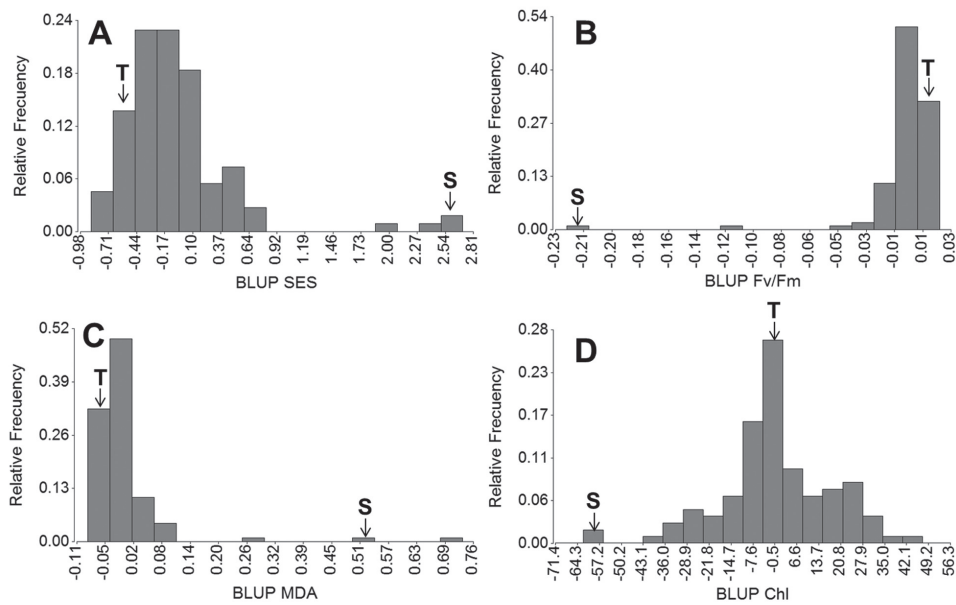 A
Relative Frecuency
0.24
0.18
0.12
0.06
0.00
T
S
-0.98 -0.71 -0.44 -0.17 0.10 0.37 0.64 0.92 1.19 1.46 1.73 2.00 2.27 2.54 2.81
BLUP SES
B
Relative Frecuency
0.54
0.40
0.27
0.13
0.00
S
T
-0.23 -0.21 -0.20 -0.18 -0.16 -0.14 -0.12 -0.10 -0.08 -0.06 -0.05 -0.03 -0.01 0.01 0.03
BLUP Fv/Fm
C
Relative Frecuency
0.52
0.39
0.26
0.13
0.00
T
S
-0.11 -0.05 0.02 0.08 0.14 0.20 0.26 0.32 0.39 0.45 0.51 0.57 0.63 0.69 0.76
BLUP MDA
D
Relative Frecuency
0.28
0.23
0.17
0.11
0.06
0.00
S
T
-71.4 -64.3 -57.2 -50.2 -43.1 -36.0 -28.9 -21.8 -14.7 -7.6 -0.5 6.6 13.7 20.8 27.9 35.0 42.1 49.2 56.3
BLUP Chl